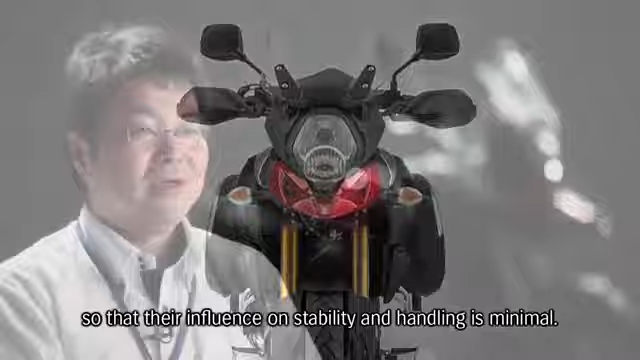 so that their influence on stability and handling is minimal.